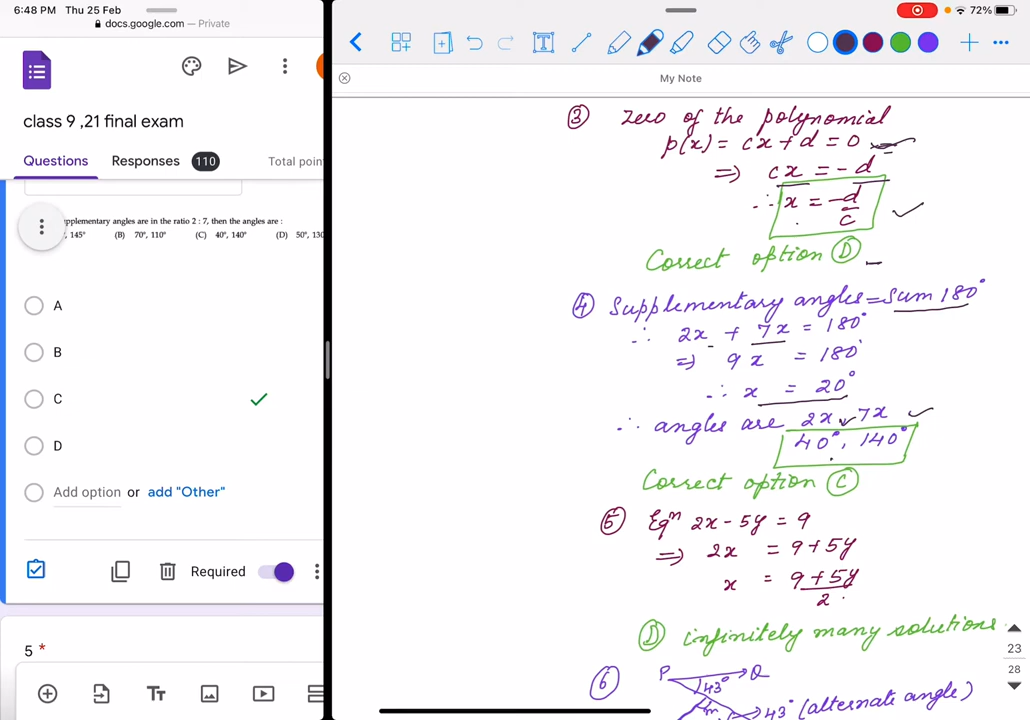 6:48 PM Thu 25 Feb
docs.google.com — Private
72%
class 9 ,21 final exam
Questions
Responses 110
Total point
My Note
upplementary angles are in the ratio 2 : 7, then the angles are :
, 145° (B) 70°, 110° (C) 40°, 140° (D) 50°, 130
A
B
C
D
Add option or add "Other"
Required
5 *
③ Zero of the polynomial
p(x) = cx + d = 0
⇒ cx = -d
∴ x = -d/c
Correct option Ⓓ
④ Supplementary angles = Sum 180°
∴ 2x + 7x = 180°
⇒ 9x = 180°
∴ x = 20°
∴ angles are 2x, 7x
40°, 140°
Correct option Ⓒ
⑤ Eqⁿ 2x - 5y = 9
⇒ 2x = 9 + 5y
x = (9 + 5y)/2
Ⓓ infinitely many solutions
⑥ P Q
43°
43° (alternate angle)
23
28